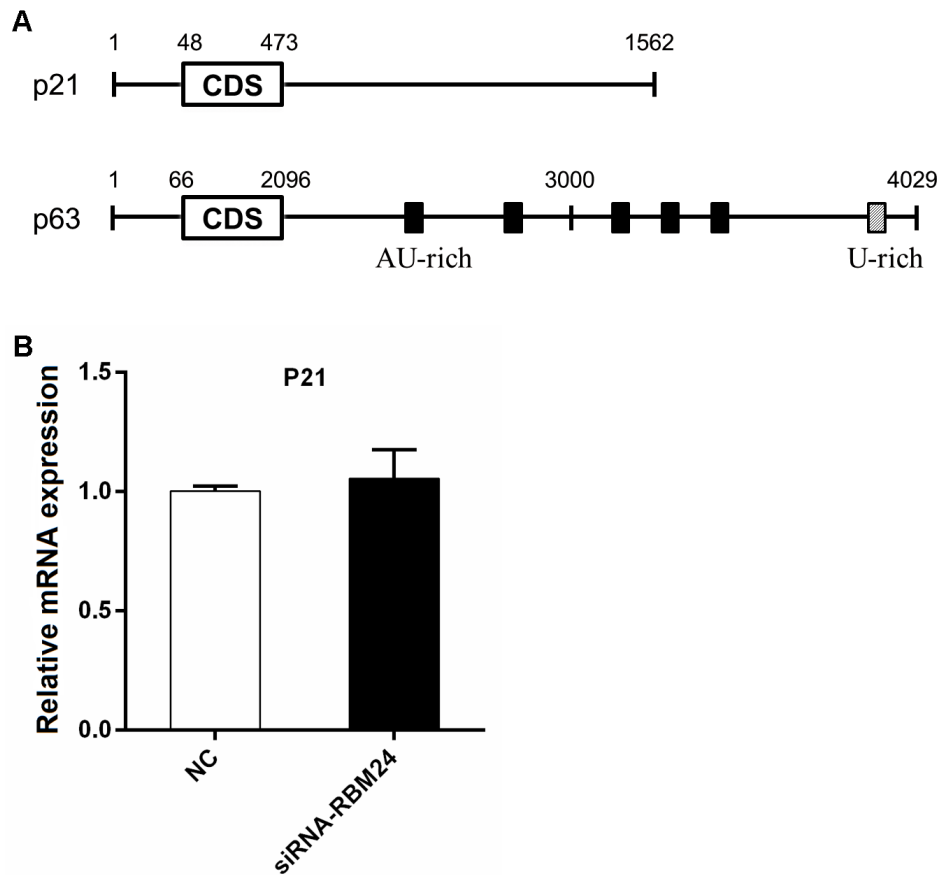 A
1 48 473 1562
p21 CDS
1 66 2096 3000 4029
p63 CDS
AU-rich U-rich
B
P21
Relative mRNA expression
1.5
1.0
0.5
0.0
NC
siRNA-RBM24